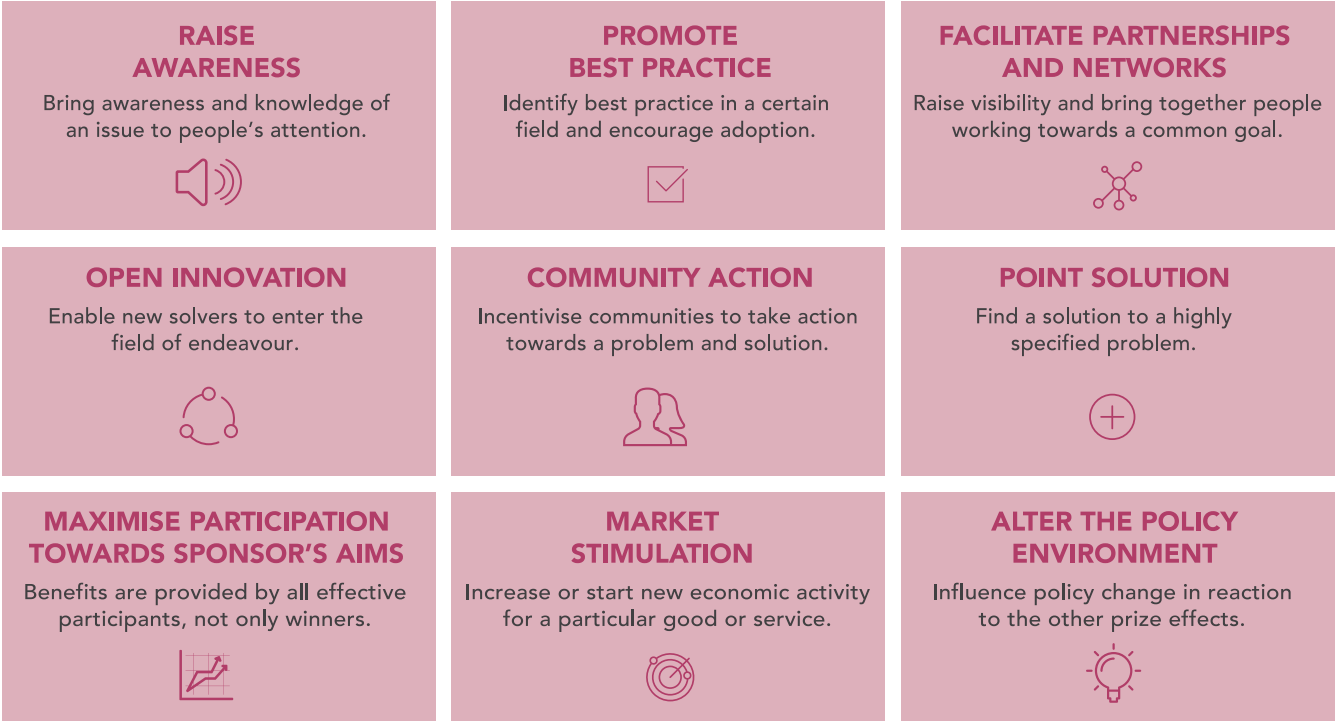 RAISE
AWARENESS
Bring awareness and knowledge of
an issue to people's attention.
PROMOTE
BEST PRACTICE
Identify best practice in a certain
field and encourage adoption.
FACILITATE PARTNERSHIPS
AND NETWORKS
Raise visibility and bring together people
working towards a common goal.
OPEN INNOVATION
Enable new solvers to enter the
field of endeavour.
COMMUNITY ACTION
Incentivise communities to take action
towards a problem and solution.
POINT SOLUTION
Find a solution to a highly
specified problem.
MAXIMISE PARTICIPATION
TOWARDS SPONSOR'S AIMS
Benefits are provided by all effective
participants, not only winners.
MARKET
STIMULATION
Increase or start new economic activity
for a particular good or service.
ALTER THE POLICY
ENVIRONMENT
Influence policy change in reaction
to the other prize effects.